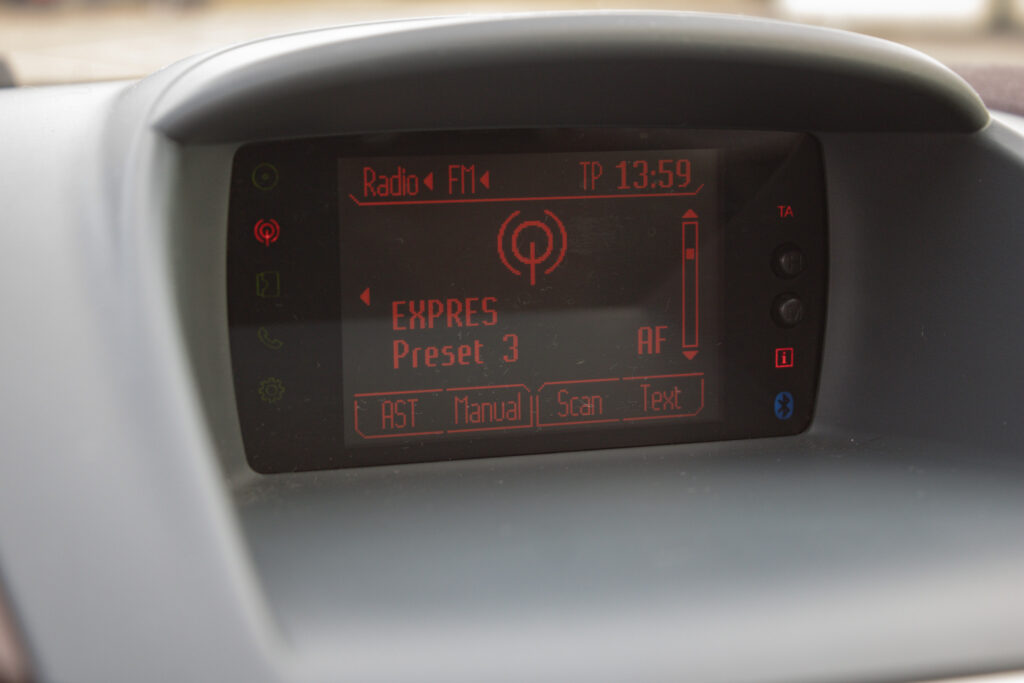 Radio FM TP 13:59
TA
EXPRES
Preset 3 AF
AST Manual Scan Text